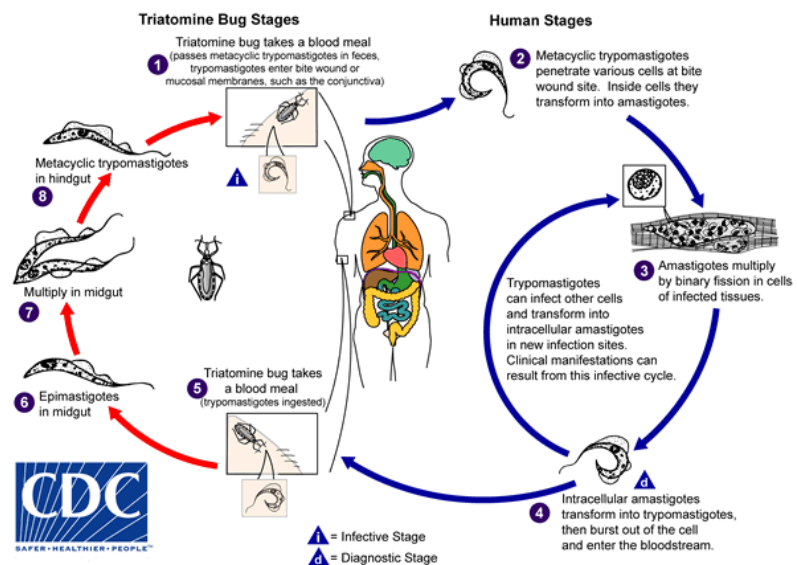 Triatomine Bug Stages
Human Stages
Triatomine bug takes a blood meal
(passes metacyclic trypomastigotes in feces,
trypomastigotes enter bite wound or
mucosal membranes, such as the conjunctiva)
1
i
2
Metacyclic trypomastigotes
penetrate various cells at bite
wound site. Inside cells they
transform into amastigotes.
3
Amastigotes multiply
by binary fission in cells
of infected tissues.
Trypomastigotes
can infect other cells
and transform into
intracellular amastigotes
in new infection sites.
Clinical manifestations can
result from this infective cycle.
d
4
Intracellular amastigotes
transform into trypomastigotes,
then burst out of the cell
and enter the bloodstream.
5
Triatomine bug takes
a blood meal
(trypomastigotes ingested)
6
Epimastigotes
in midgut
Multiply in midgut
7
Metacyclic trypomastigotes
in hindgut
8
CDC
SAFER • HEALTHIER • PEOPLE™
i = Infective Stage
d = Diagnostic Stage